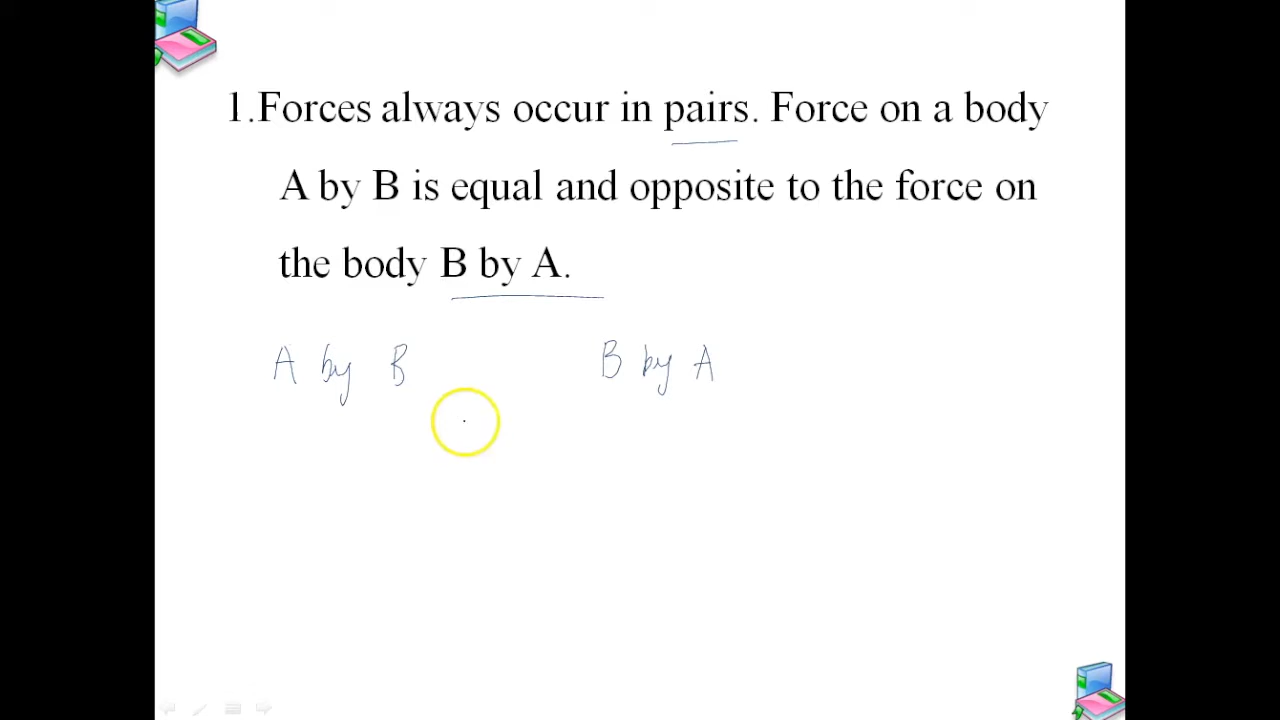 1.Forces always occur in pairs. Force on a body
A by B is equal and opposite to the force on
the body B by A.
A by B B by A